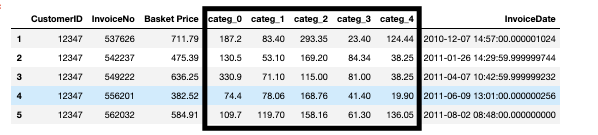 CustomerID InvoiceNo Basket Price categ_0 categ_1 categ_2 categ_3 categ_4 InvoiceDate
1 12347 537626 711.79 187.2 83.40 293.35 23.40 124.44 2010-12-07 14:57:00.000001024
2 12347 542237 475.39 130.5 53.10 169.20 84.34 38.25 2011-01-26 14:29:59.999999744
3 12347 549222 636.25 330.9 71.10 115.00 81.00 38.25 2011-04-07 10:42:59.999999232
4 12347 556201 382.52 74.4 78.06 168.76 41.40 19.90 2011-06-09 13:01:00.000000256
5 12347 562032 584.91 109.7 119.70 158.16 61.30 136.05 2011-08-02 08:48:00.000000000